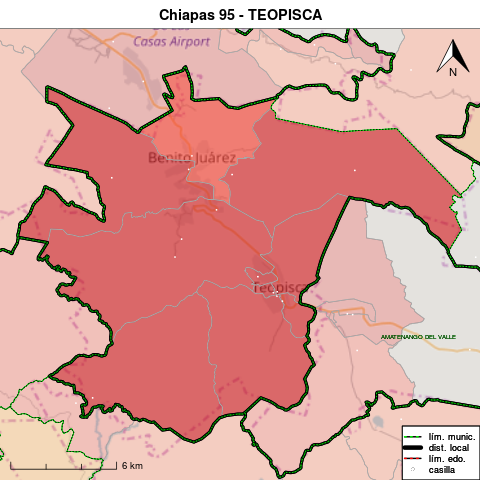 Chiapas 95 - TEOPISCA
Casas Airport
N
Benito Juárez
Teopisca
AMATENANGO DEL VALLE
6 km
lím. munic.
dist. local
lím. edo.
casilla